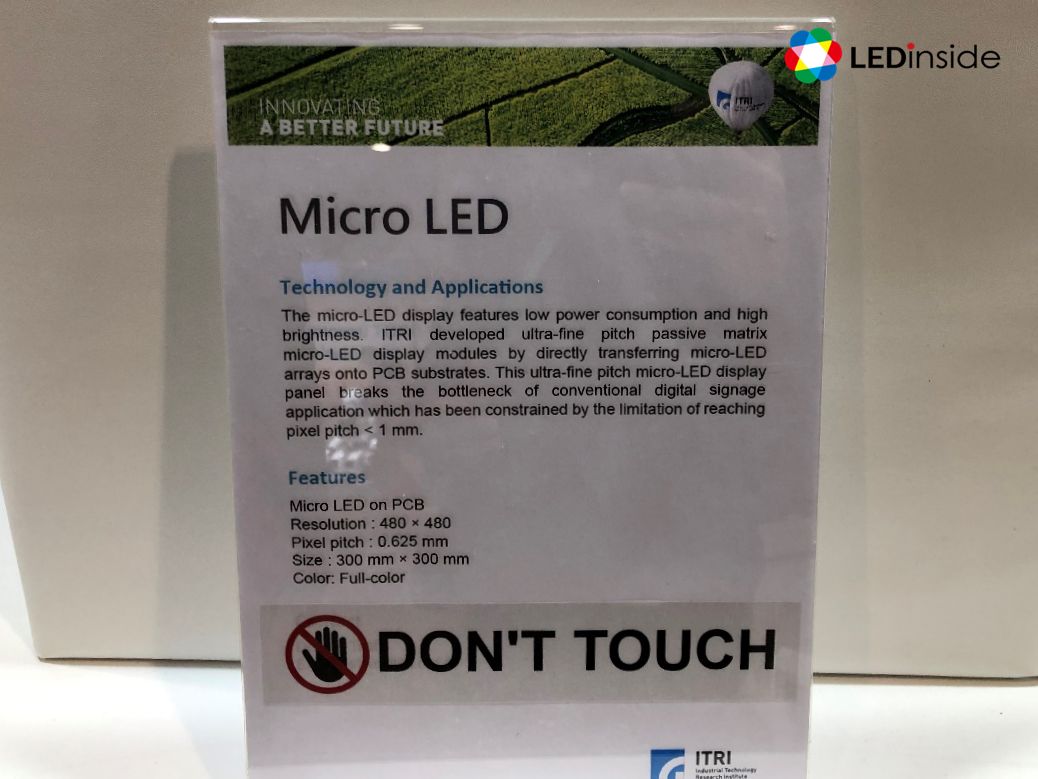 LEDinside
INNOVATING
A BETTER FUTURE
ITRI
Micro LED
Technology and Applications
The micro-LED display features low power consumption and high
brightness. ITRI developed ultra-fine pitch passive matrix
micro-LED display modules by directly transferring micro-LED
arrays onto PCB substrates. This ultra-fine pitch micro-LED display
panel breaks the bottleneck of conventional digital signage
application which has been constrained by the limitation of reaching
pixel pitch < 1 mm.
Features
Micro LED on PCB
Resolution : 480 × 480
Pixel pitch : 0.625 mm
Size : 300 mm × 300 mm
Color: Full-color
DON'T TOUCH
ITRI
Industrial Technology
Research Institute